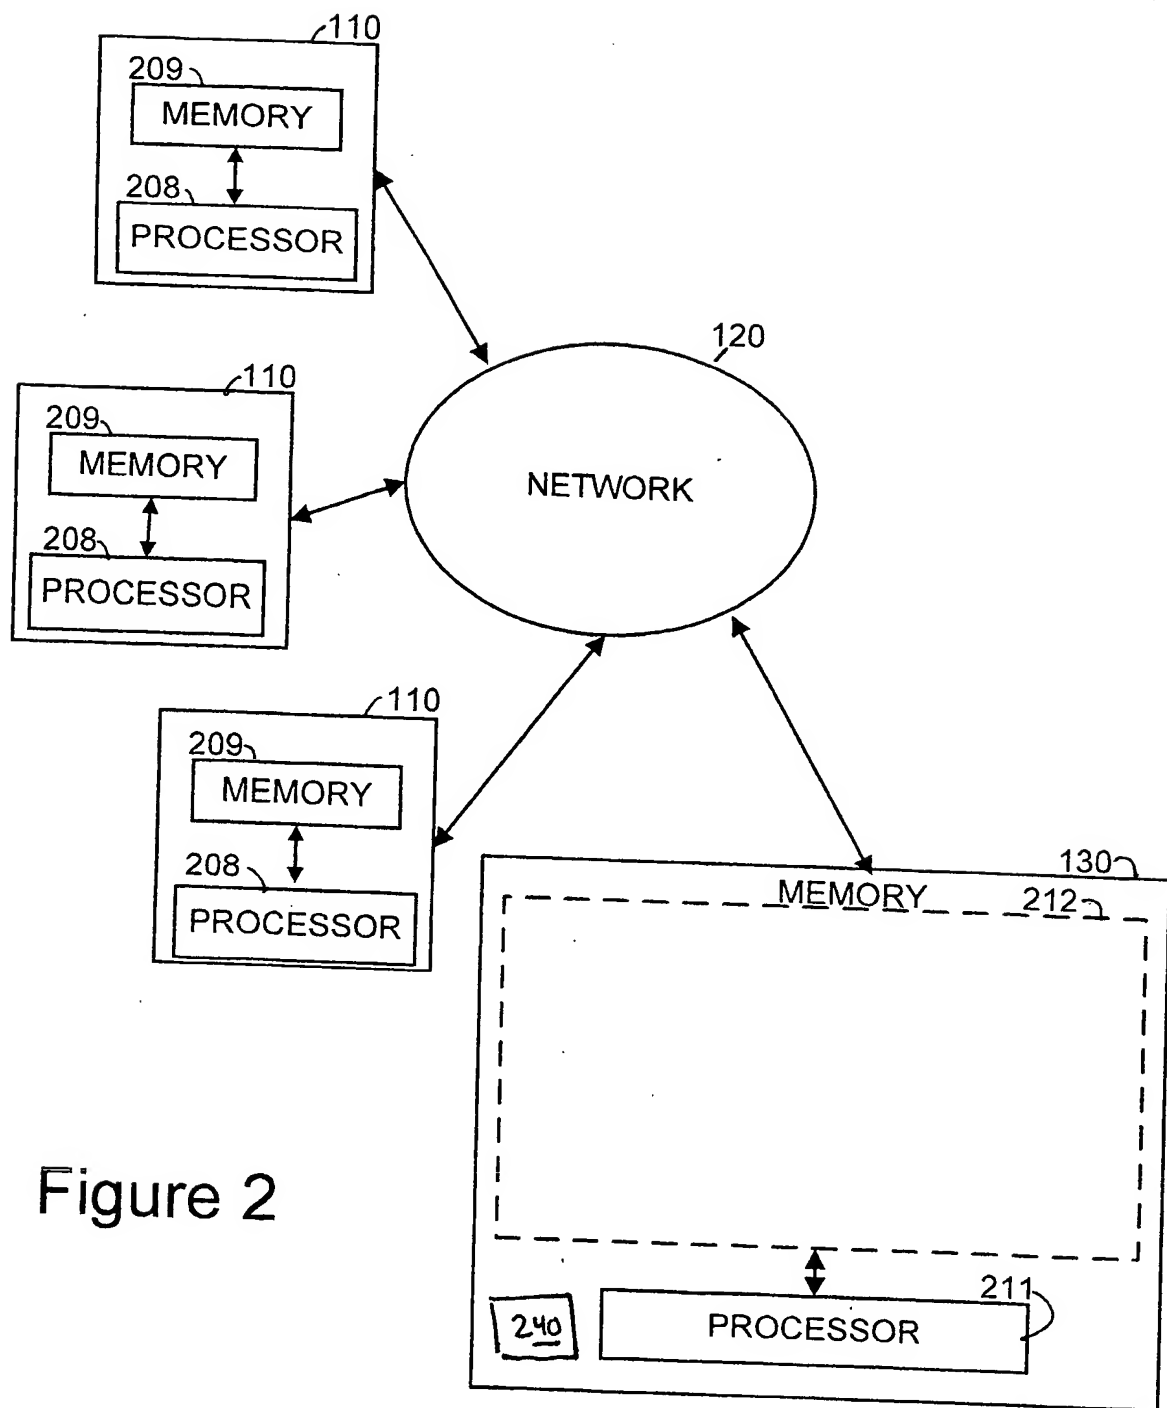 110
209
MEMORY
208
PROCESSOR
120
NETWORK
110
209
MEMORY
208
PROCESSOR
110
209
MEMORY
208
PROCESSOR
130
MEMORY
212
211
PROCESSOR
240
Figure 2